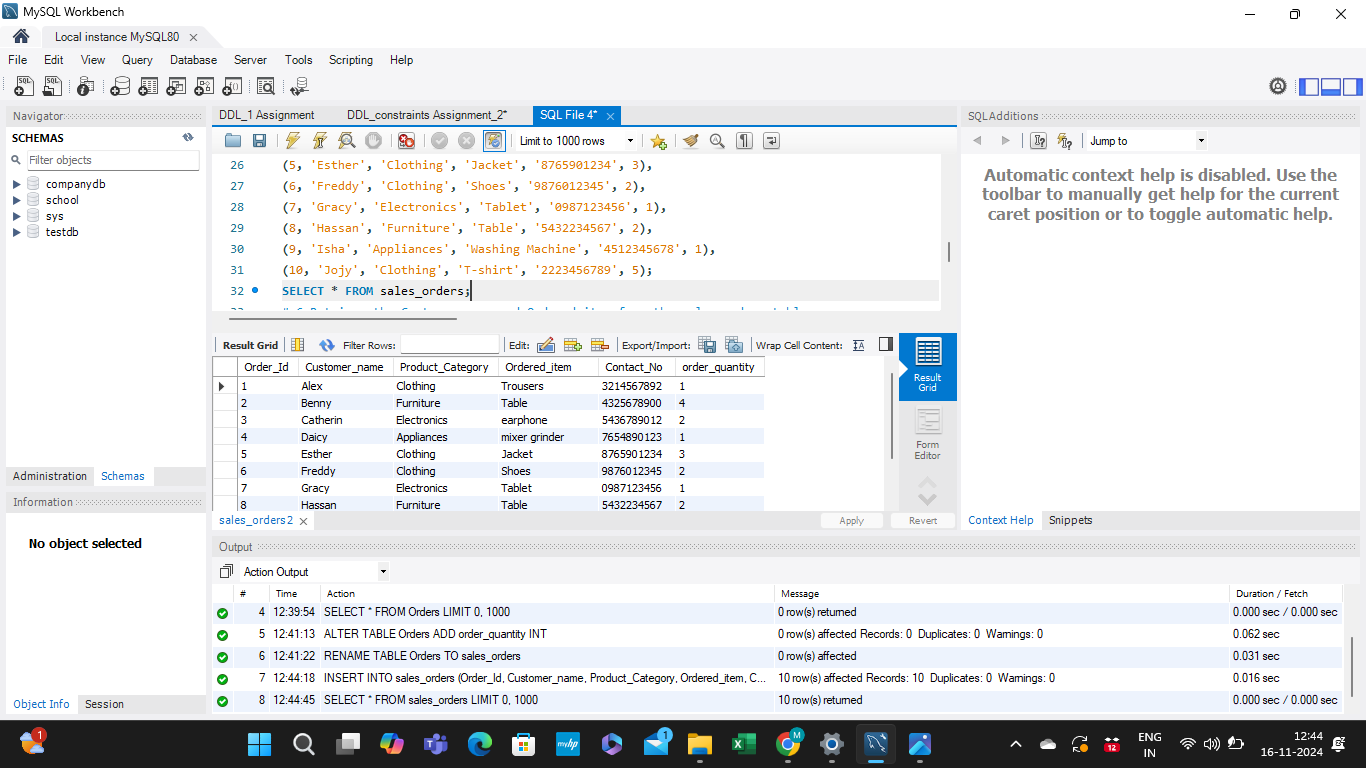 MySQL Workbench
Local instance MySQL80
File Edit View Query Database Server Tools Scripting Help
Navigator
SCHEMAS
Filter objects
companydb
school
sys
testdb
Administration Schemas
Information
No object selected
Object Info Session
DDL_1 Assignment DDL_constraints Assignment_2* SQL File 4*
Limit to 1000 rows
26 (5, 'Esther', 'Clothing', 'Jacket', '8765901234', 3),
27 (6, 'Freddy', 'Clothing', 'Shoes', '9876012345', 2),
28 (7, 'Gracy', 'Electronics', 'Tablet', '0987123456', 1),
29 (8, 'Hassan', 'Furniture', 'Table', '5432234567', 2),
30 (9, 'Isha', 'Appliances', 'Washing Machine', '4512345678', 1),
31 (10, 'Jojy', 'Clothing', 'T-shirt', '2223456789', 5);
32 SELECT * FROM sales_orders;
Result Grid Filter Rows: Edit: Export/Import: Wrap Cell Content:
Order_Id Customer_name Product_Category Ordered_item Contact_No order_quantity
1 Alex Clothing Trousers 3214567892 1
2 Benny Furniture Table 4325678900 4
3 Catherin Electronics earphone 5436789012 2
4 Daicy Appliances mixer grinder 7654890123 1
5 Esther Clothing Jacket 8765901234 3
6 Freddy Clothing Shoes 9876012345 2
7 Gracy Electronics Tablet 0987123456 1
8 Hassan Furniture Table 5432234567 2
Result
Grid
Form
Editor
sales_orders2 Apply Revert
SQLAdditions
Jump to
Automatic context help is disabled. Use the
toolbar to manually get help for the current
caret position or to toggle automatic help.
Context Help Snippets
Output
Action Output
# Time Action Message Duration / Fetch
4 12:39:54 SELECT * FROM Orders LIMIT 0, 1000 0 row(s) returned 0.000 sec / 0.000 sec
5 12:41:13 ALTER TABLE Orders ADD order_quantity INT 0 row(s) affected Records: 0 Duplicates: 0 Warnings: 0 0.062 sec
6 12:41:22 RENAME TABLE Orders TO sales_orders 0 row(s) affected 0.031 sec
7 12:44:18 INSERT INTO sales_orders (Order_Id, Customer_name, Product_Category, Ordered_item, C... 10 row(s) affected Records: 10 Duplicates: 0 Warnings: 0 0.016 sec
8 12:44:45 SELECT * FROM sales_orders LIMIT 0, 1000 10 row(s) returned 0.000 sec / 0.000 sec
1
myhp
1
M
12
ENG
IN
12:44
16-11-2024